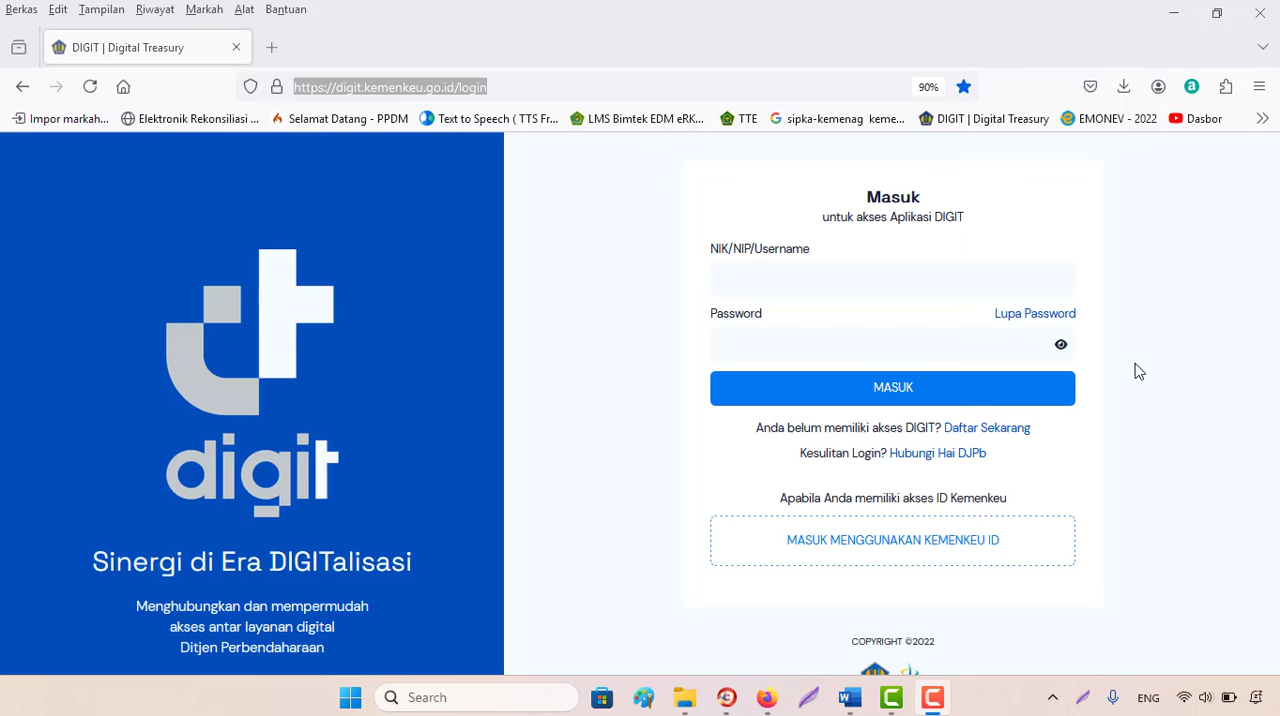 Berkas Edit Tampilan Riwayat Markah Alat Bantuan
DIGIT | Digital Treasury
https://digit.kemenkeu.go.id/login
90%
Impor markah... Elektronik Rekonsiliasi ... Selamat Datang - PPDM Text to Speech ( TTS Fr... LMS Bimtek EDM eRK... TTE sipka-kemenag keme... DIGIT | Digital Treasury EMONEV - 2022 Dasbor
Masuk
untuk akses Aplikasi DIGIT
NIK/NIP/Username
Password Lupa Password
MASUK
Anda belum memiliki akses DIGIT? Daftar Sekarang
Kesulitan Login? Hubungi Hai DJPb
Apabila Anda memiliki akses ID Kemenkeu
MASUK MENGGUNAKAN KEMENKEU ID
COPYRIGHT ©2022
digit
Sinergi di Era DIGITalisasi
Menghubungkan dan mempermudah
akses antar layanan digital
Ditjen Perbendaharaan
Search
ENG